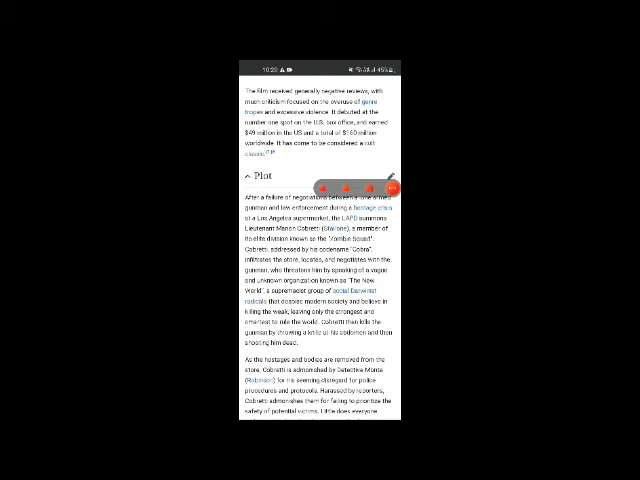 10:20
45%
The film received generally negative reviews, with
much criticism focused on the overuse of genre
tropes and excessive violence. It debuted at the
number one spot on the U.S. box office, and earned
$49 million in the US and a total of $160 million
worldwide. It has come to be considered a cult
classic.
Plot
After a failure of negotiations between a lone armed
gunman and law enforcement during a hostage crisis
at a Los Angeles supermarket, the LAPD summons
Lieutenant Marion Cobretti (Stallone), a member of
its elite division known as the "Zombie Squad".
Cobretti, addressed by his codename "Cobra",
infiltrates the store, locates, and negotiates with the
gunman, who threatens him by speaking of a vague
and unknown organization known as "The New
World", a supremacist group of social Darwinist
radicals that despise modern society and believe in
killing the weak, leaving only the strongest and
smartest to rule the world. Cobretti then kills the
gunman by throwing a knife at his abdomen and then
shooting him dead.
As the hostages and bodies are removed from the
store, Cobretti is admonished by Detective Monte
(Robinson) for his seeming disregard for police
procedures and protocols. Harassed by reporters,
Cobretti admonishes them for failing to prioritize the
safety of potential victims. Little does everyone